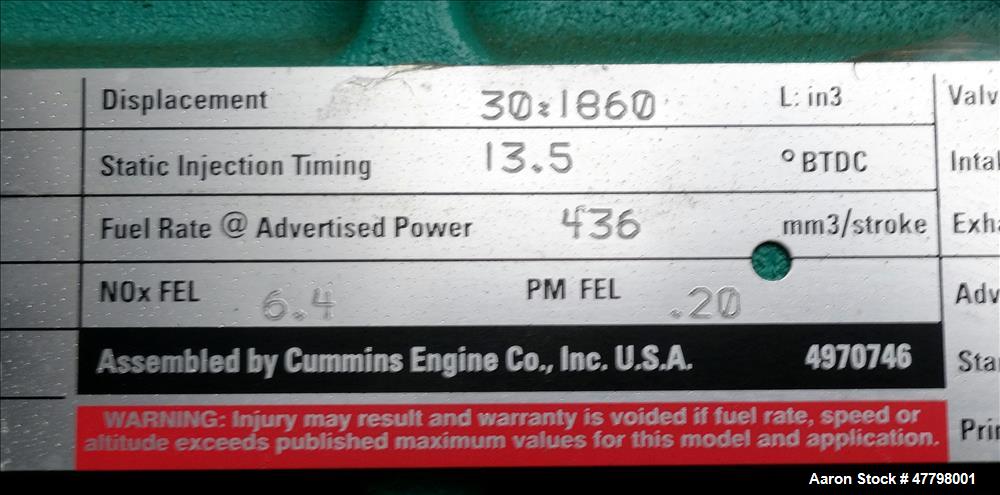 Displacement 30:1860 L: in3
Static Injection Timing 13.5 °BTDC
Fuel Rate @ Advertised Power 436 mm3/stroke
NOx FEL 6.4 PM FEL .20
Assembled by Cummins Engine Co., Inc. U.S.A. 4970746
WARNING: Injury may result and warranty is voided if fuel rate, speed or
altitude exceeds published maximum values for this model and application.
Valv
Intal
Exha
Adv
Sta
Prin
Aaron Stock # 47798001